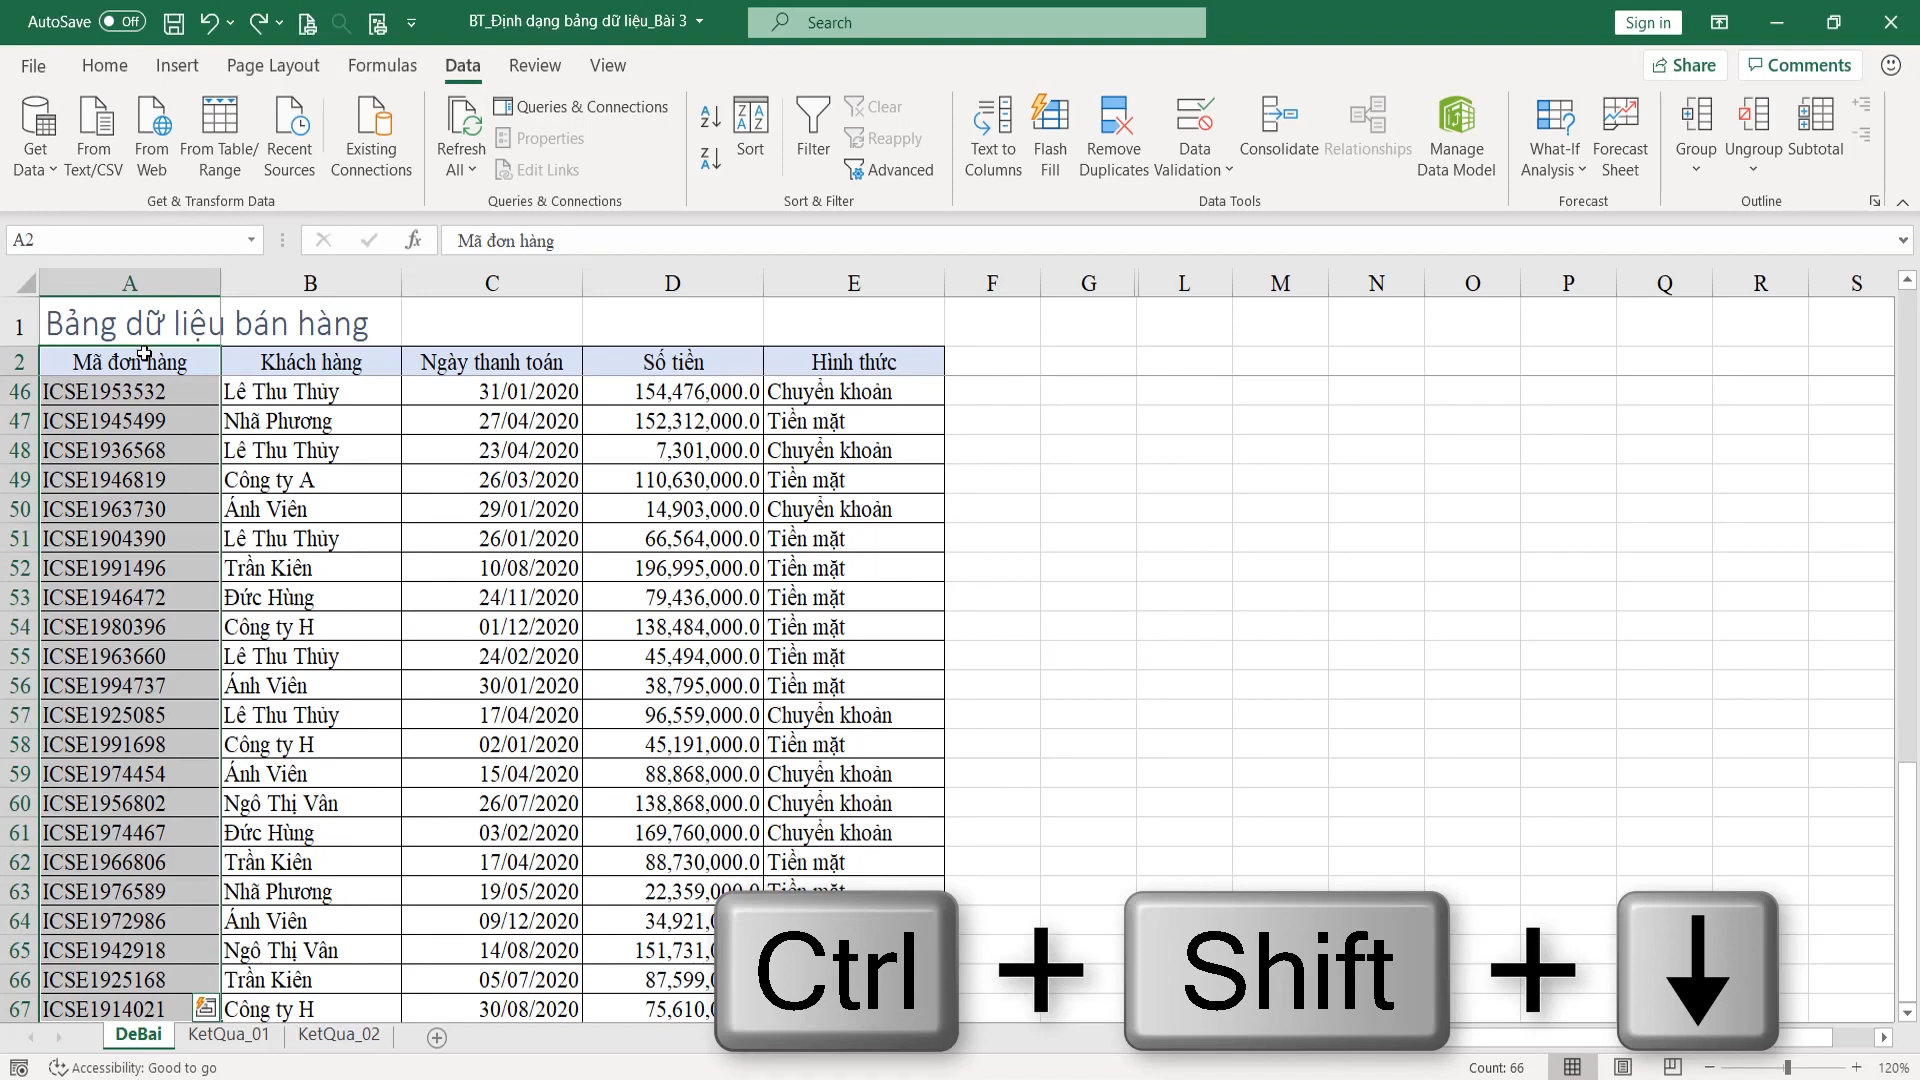 AutoSave Off BT_Định dạng bảng dữ liệu_Bài 3 Search Sign in
File Home Insert Page Layout Formulas Data Review View Share Comments
Get Data From Text/CSV From Web From Table/ Range Recent Sources Existing Connections
Get & Transform Data
Refresh All Queries & Connections Properties Edit Links
Queries & Connections
Sort Filter Clear Reapply Advanced
Sort & Filter
Text to Columns Flash Fill Remove Duplicates Data Validation Consolidate Relationships Manage Data Model
Data Tools
What-If Analysis Forecast Sheet
Forecast
Group Ungroup Subtotal
Outline
A2 fx Mã đơn hàng
A B C D E F G L M N O P Q R S
1 Bảng dữ liệu bán hàng
2 Mã đơn hàng Khách hàng Ngày thanh toán Số tiền Hình thức
46 ICSE1953532 Lê Thu Thủy 31/01/2020 154,476,000.0 Chuyển khoản
47 ICSE1945499 Nhã Phương 27/04/2020 152,312,000.0 Tiền mặt
48 ICSE1936568 Lê Thu Thủy 23/04/2020 7,301,000.0 Chuyển khoản
49 ICSE1946819 Công ty A 26/03/2020 110,630,000.0 Tiền mặt
50 ICSE1963730 Ánh Viên 29/01/2020 14,903,000.0 Chuyển khoản
51 ICSE1904390 Lê Thu Thủy 26/01/2020 66,564,000.0 Tiền mặt
52 ICSE1991496 Trần Kiên 10/08/2020 196,995,000.0 Tiền mặt
53 ICSE1946472 Đức Hùng 24/11/2020 79,436,000.0 Tiền mặt
54 ICSE1980396 Công ty H 01/12/2020 138,484,000.0 Tiền mặt
55 ICSE1963660 Lê Thu Thủy 24/02/2020 45,494,000.0 Tiền mặt
56 ICSE1994737 Ánh Viên 30/01/2020 38,795,000.0 Tiền mặt
57 ICSE1925085 Lê Thu Thủy 17/04/2020 96,559,000.0 Chuyển khoản
58 ICSE1991698 Công ty H 02/01/2020 45,191,000.0 Tiền mặt
59 ICSE1974454 Ánh Viên 15/04/2020 88,868,000.0 Chuyển khoản
60 ICSE1956802 Ngô Thị Vân 26/07/2020 138,868,000.0 Chuyển khoản
61 ICSE1974467 Đức Hùng 03/02/2020 169,760,000.0 Chuyển khoản
62 ICSE1966806 Trần Kiên 17/04/2020 88,730,000.0 Tiền mặt
63 ICSE1976589 Nhã Phương 19/05/2020 22,359,000.0 Tiền mặt
64 ICSE1972986 Ánh Viên 09/12/2020 34,921,
65 ICSE1942918 Ngô Thị Vân 14/08/2020 151,731,
66 ICSE1925168 Trần Kiên 05/07/2020 87,599,
67 ICSE1914021 Công ty H 30/08/2020 75,610,
Ctrl + Shift +
DeBai KetQua_01 KetQua_02
Accessibility: Good to go Count: 66 120%